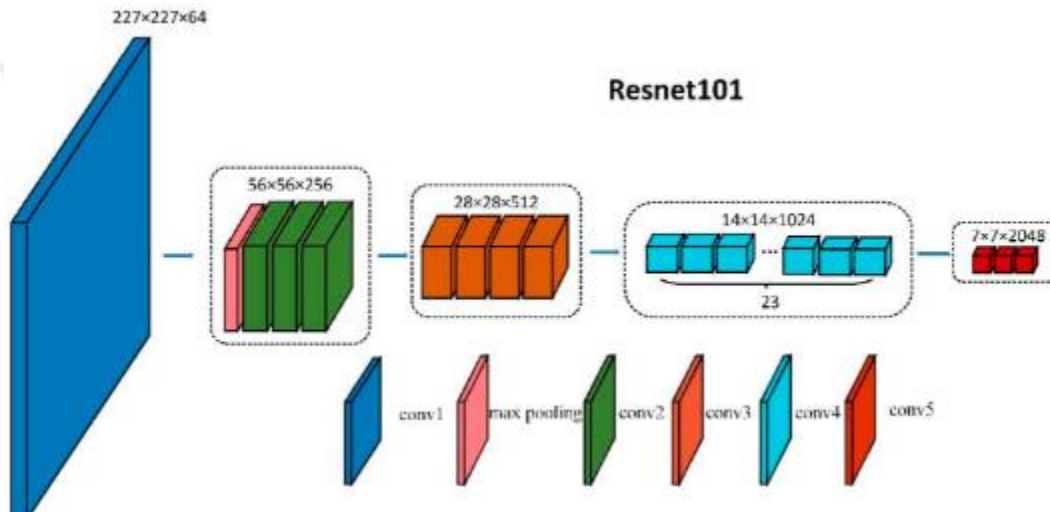 227×227×64
Resnet101
56×56×256
28×28×512
14×14×1024
7×7×2048
...
23
conv1
max pooling
conv2
conv3
conv4
conv5